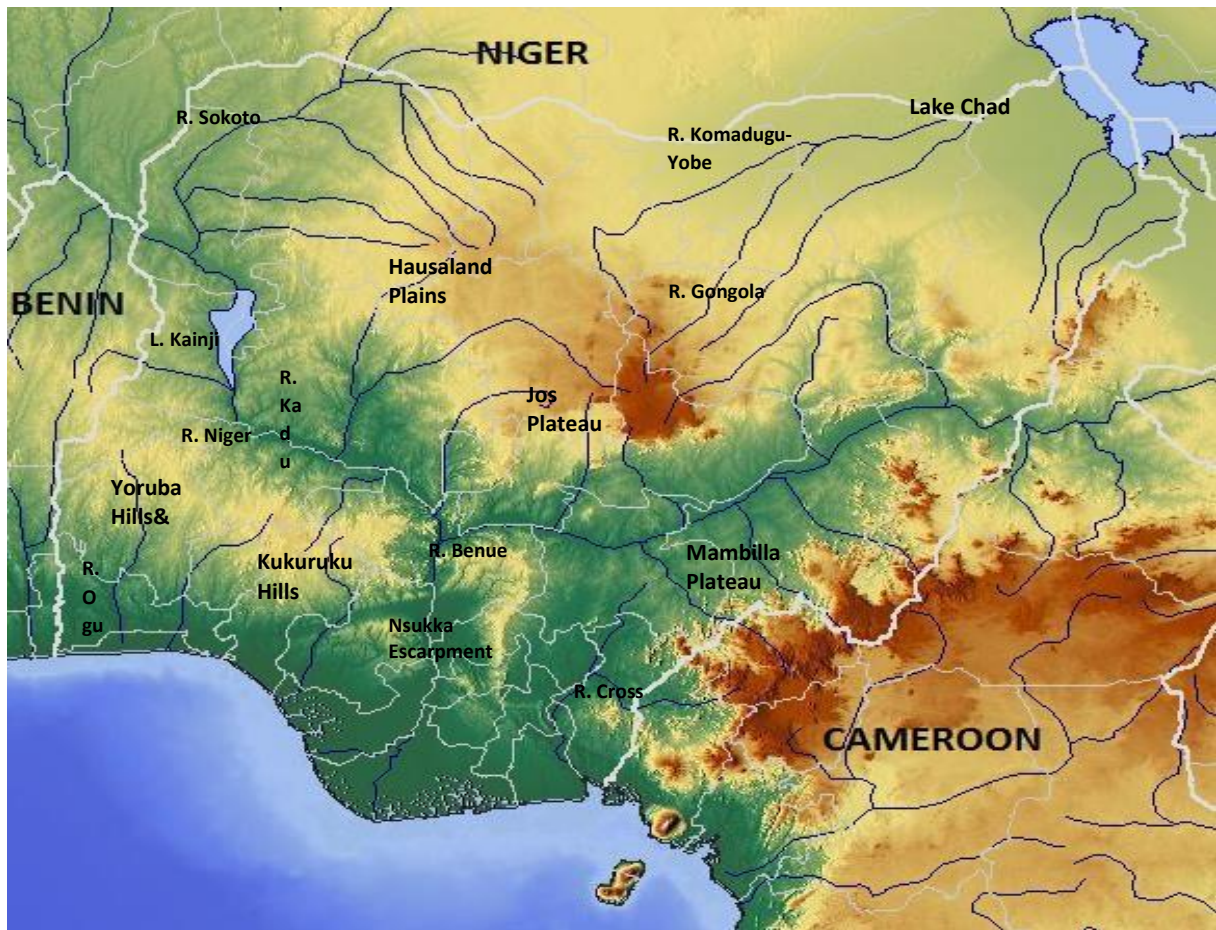 NIGER
R. Sokoto
Lake Chad
R. Komadugu-
Yobe
Hausaland
Plains
R. Gongola
BENIN
L. Kainji
R.
Ka
d
u
Jos
Plateau
R. Niger
Yoruba
Hills&
R. Benue
Kukuruku
Hills
Mambilla
Plateau
R.
O
gu
Nsukka
Escarpment
R. Cross
CAMEROON